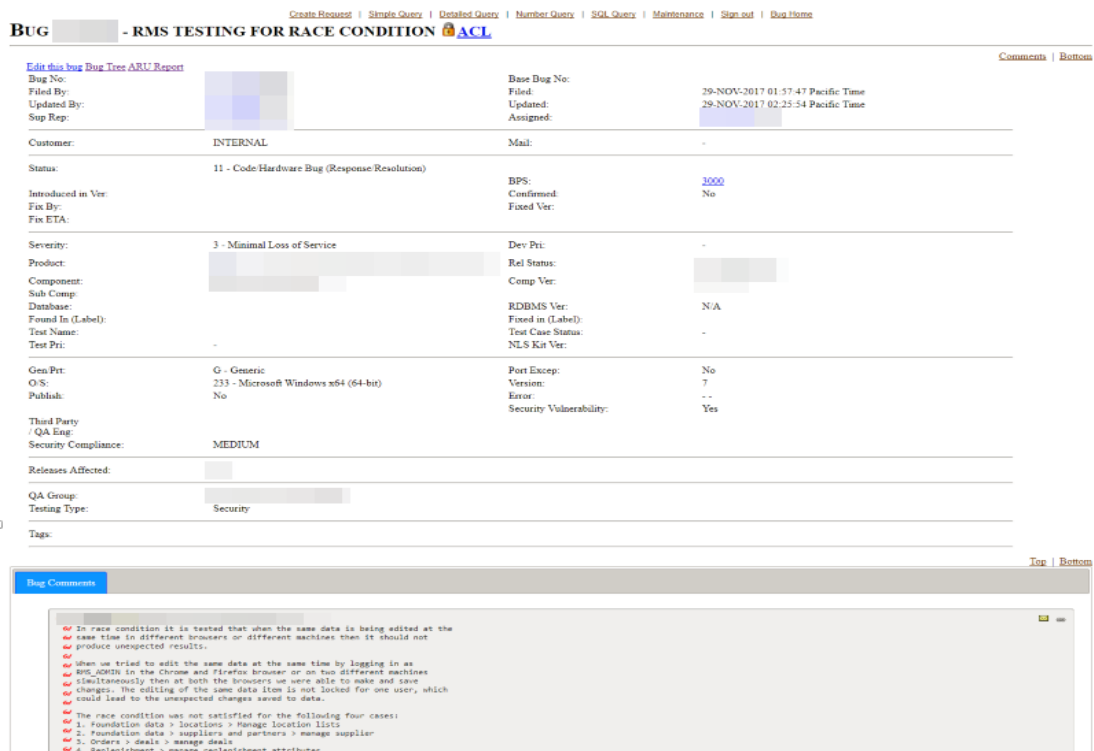 Create Request | Simple Query | Detailed Query | Number Query | SQL Query | Maintenance | Sign out | Bug Home
BUG - RMS TESTING FOR RACE CONDITION ACL
Comments | Bottom
Edit this bug Bug Tree ARU Report
Bug No: Base Bug No:
Filed By: Filed: 29-NOV-2017 01:57:47 Pacific Time
Updated By: Updated: 29-NOV-2017 02:25:54 Pacific Time
Sup Rep: Assigned:
Customer: INTERNAL Mail: -
Status: 11 - Code/Hardware Bug (Response/Resolution)
BPS: 3000
Introduced in Ver: Confirmed: No
Fix By: Fixed Ver:
Fix ETA:
Severity: 3 - Minimal Loss of Service Dev Pri: -
Product: Rel Status:
Component: Comp Ver:
Sub Comp:
Database: RDBMS Ver: N/A
Found In (Label): Fixed in (Label):
Test Name: Test Case Status: -
Test Pri: - NLS Kit Ver:
Gen/Prt: G - Generic Port Excep: No
O/S: 233 - Microsoft Windows x64 (64-bit) Version: 7
Publish: No Error: - -
Security Vulnerability: Yes
Third Party
/ QA Eng:
Security Compliance: MEDIUM
Releases Affected:
QA Group:
Testing Type: Security
Tags:
Top | Bottom
Bug Comments
In race condition it is tested that when the same data is being edited at the
same time in different browsers or different machines then it should not
produce unexpected results.
When we tried to edit the same data at the same time by logging in as
RMS_ADMIN in the Chrome and Firefox browser or on two different machines
simultaneously then at both the browsers we were able to make and save
changes. The editing of the same data item is not locked for one user, which
could lead to the unexpected changes saved to data.
The race condition was not satisfied for the following four cases:
1. Foundation data > locations > Manage location lists
2. Foundation data > suppliers and partners > manage supplier
3. Orders > deals > manage deals
4. Replenishment > manage replenishment attributes